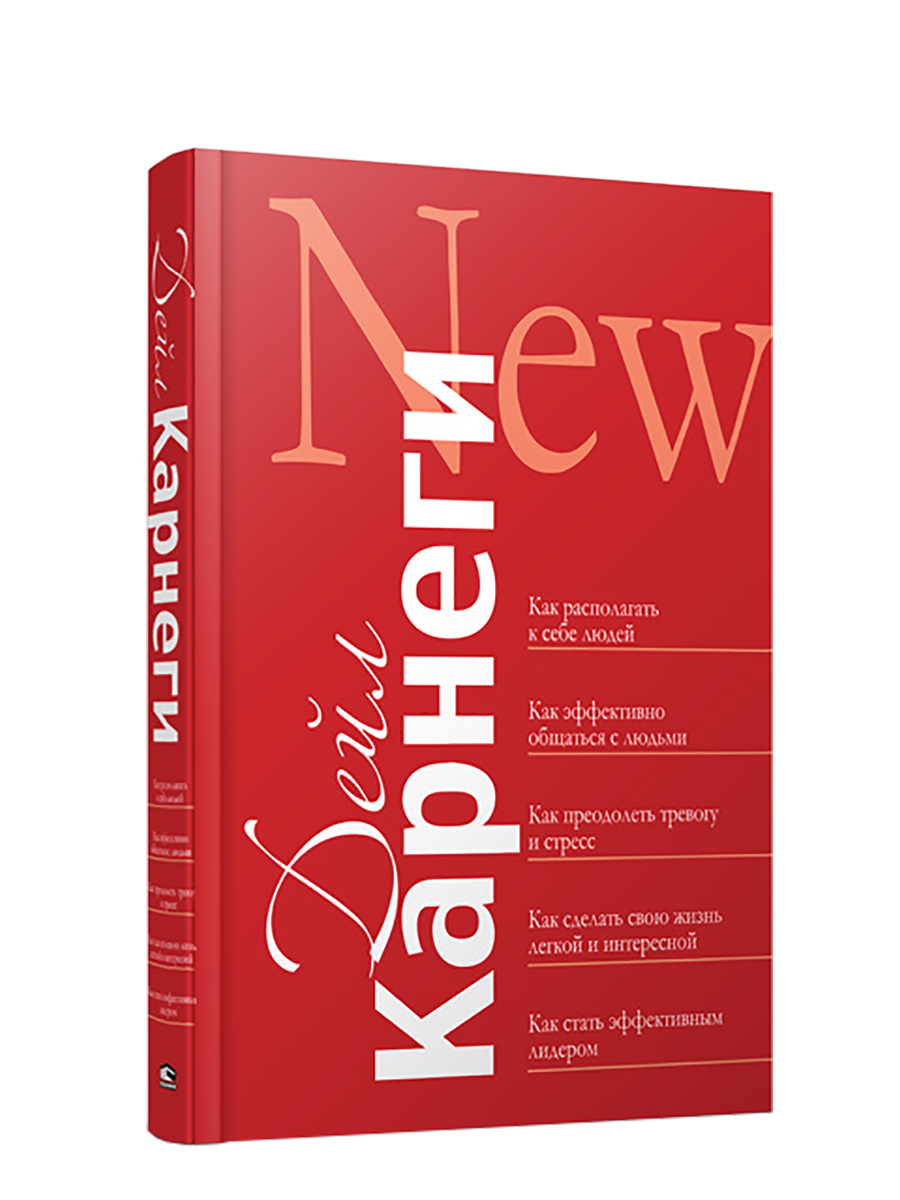 New
Дейл
Карнеги
Как располагать
к себе людей
Как эффективно
общаться с людьми
Как преодолеть тревогу
и стресс
Как сделать свою жизнь
легкой и интересной
Как стать эффективным
лидером
Дейл Карнеги